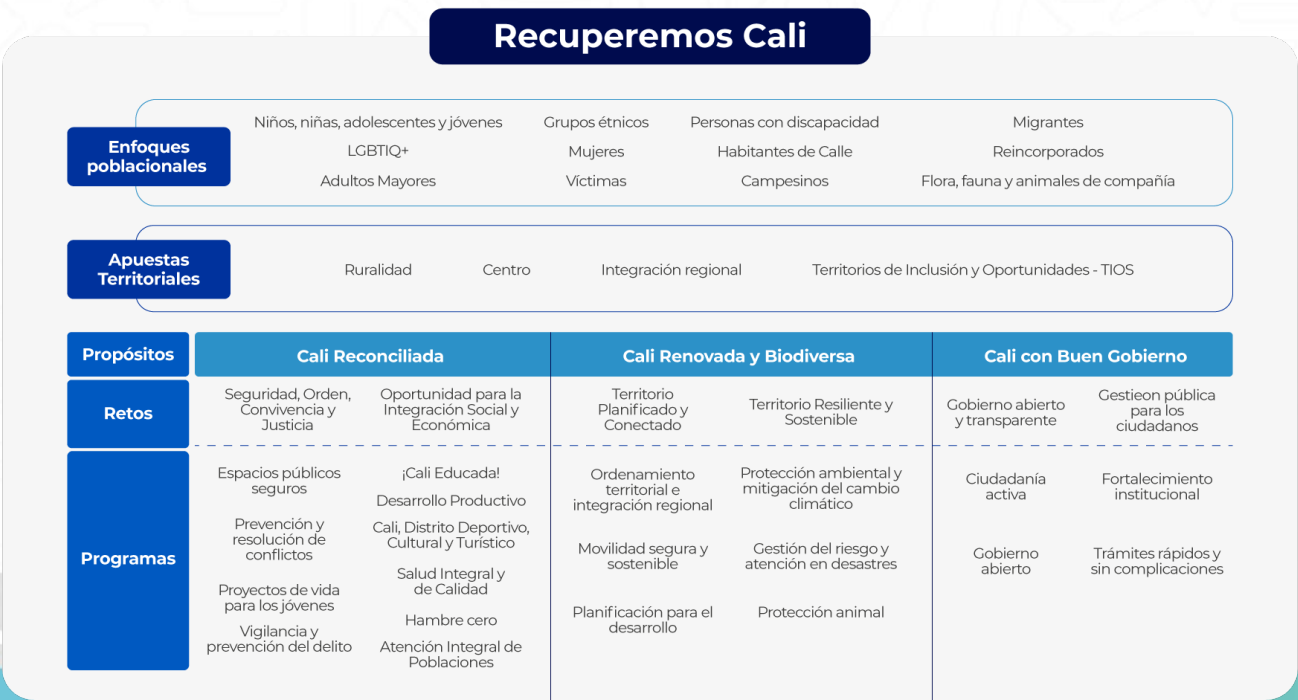 Recuperemos Cali
Enfoques
poblacionales
Niños, niñas, adolescentes y jóvenes
Grupos étnicos
Personas con discapacidad
Migrantes
LGBTIQ+
Mujeres
Habitantes de Calle
Reincorporados
Adultos Mayores
Víctimas
Campesinos
Flora, fauna y animales de compañía
Apuestas
Territoriales
Ruralidad
Centro
Integración regional
Territorios de Inclusión y Oportunidades - TIOS
Propósitos
Cali Reconciliada
Cali Renovada y Biodiversa
Cali con Buen Gobierno
Retos
Seguridad, Orden,
Convivencia y
Justicia
Oportunidad para la
Integración Social y
Económica
Territorio
Planificado y
Conectado
Territorio Resiliente y
Sostenible
Gobierno abierto
y transparente
Gestieon pública
para los
ciudadanos
Programas
Espacios públicos
seguros
Prevención y
resolución de
conflictos
Proyectos de vida
para los jóvenes
Vigilancia y
prevención del delito
¡Cali Educada!
Desarrollo Productivo
Cali, Distrito Deportivo,
Cultural y Turístico
Salud Integral y
de Calidad
Hambre cero
Atención Integral de
Poblaciones
Ordenamiento
territorial e
integración regional
Movilidad segura y
sostenible
Planificación para el
desarrollo
Protección ambiental y
mitigación del cambio
climático
Gestión del riesgo y
atención en desastres
Protección animal
Ciudadanía
activa
Gobierno
abierto
Fortalecimiento
institucional
Trámites rápidos y
sin complicaciones